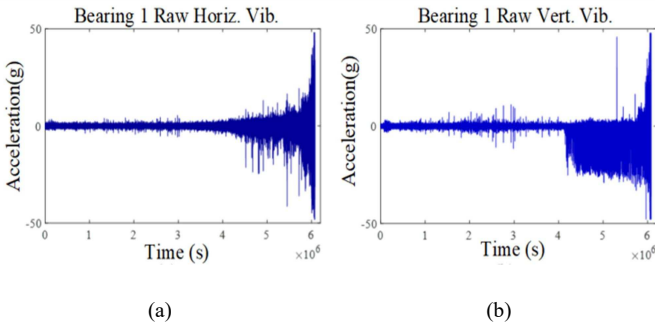 Bearing 1 Raw Horiz. Vib.
50
0
-50
Acceleration(g)
0 1 2 3 4 5 6
×10⁶
Time (s)
(a)
Bearing 1 Raw Vert. Vib.
50
0
-50
Acceleration(g)
0 1 2 3 4 5 6
×10⁶
Time (s)
(b)